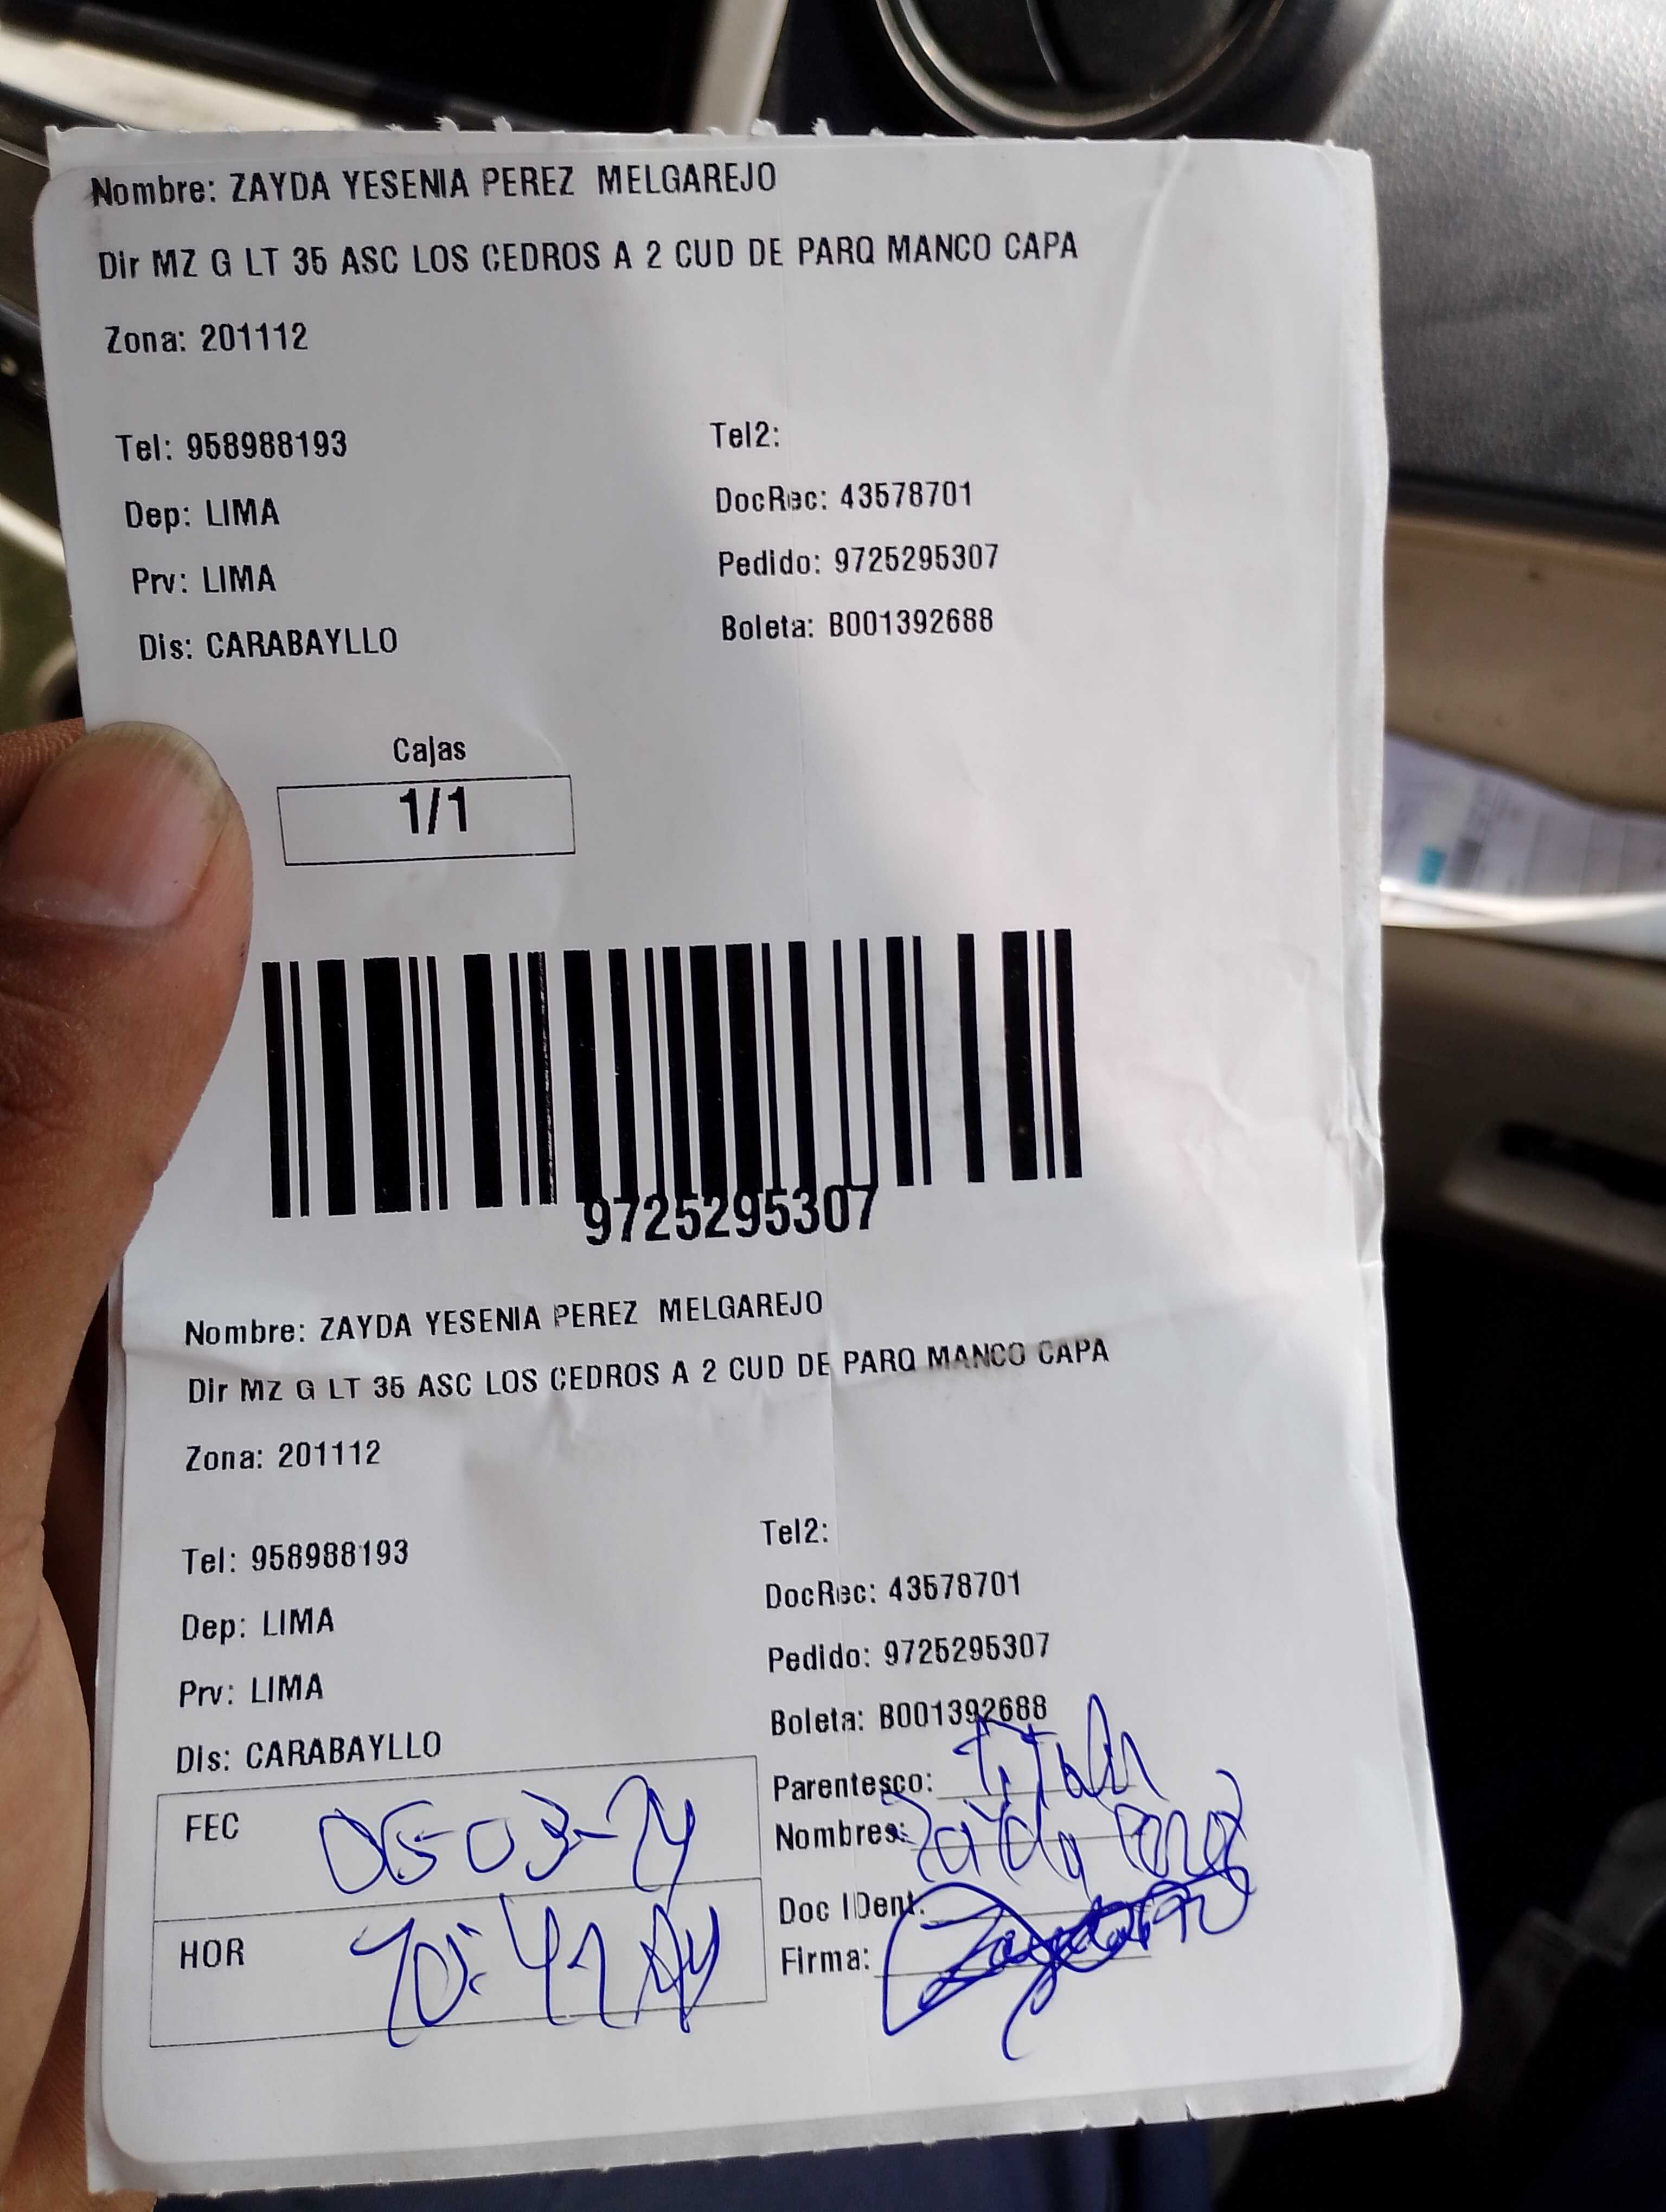 Nombre: ZAYDA YESENIA PEREZ MELGAREJO
Dir MZ G LT 35 ASC LOS CEDROS A 2 CUD DE PARQ MANCO CAPA
Zona: 201112
Tel: 958988193
Tel2:
Dep: LIMA
DocRec: 43578701
Prv: LIMA
Pedido: 9725295307
Dis: CARABAYLLO
Boleta: B001392688
Cajas
1/1
9725295307
Nombre: ZAYDA YESENIA PEREZ MELGAREJO
Dir MZ G LT 35 ASC LOS CEDROS A 2 CUD DE PARQ MANCO CAPA
Zona: 201112
Tel: 958988193
Tel2:
Dep: LIMA
DocRec: 43578701
Prv: LIMA
Pedido: 9725295307
Dis: CARABAYLLO
Boleta: B001392688
FEC
Parentesco:
Nombres: Zayda Perez
HOR 10:42 AM
Doc IDent.
Firma: